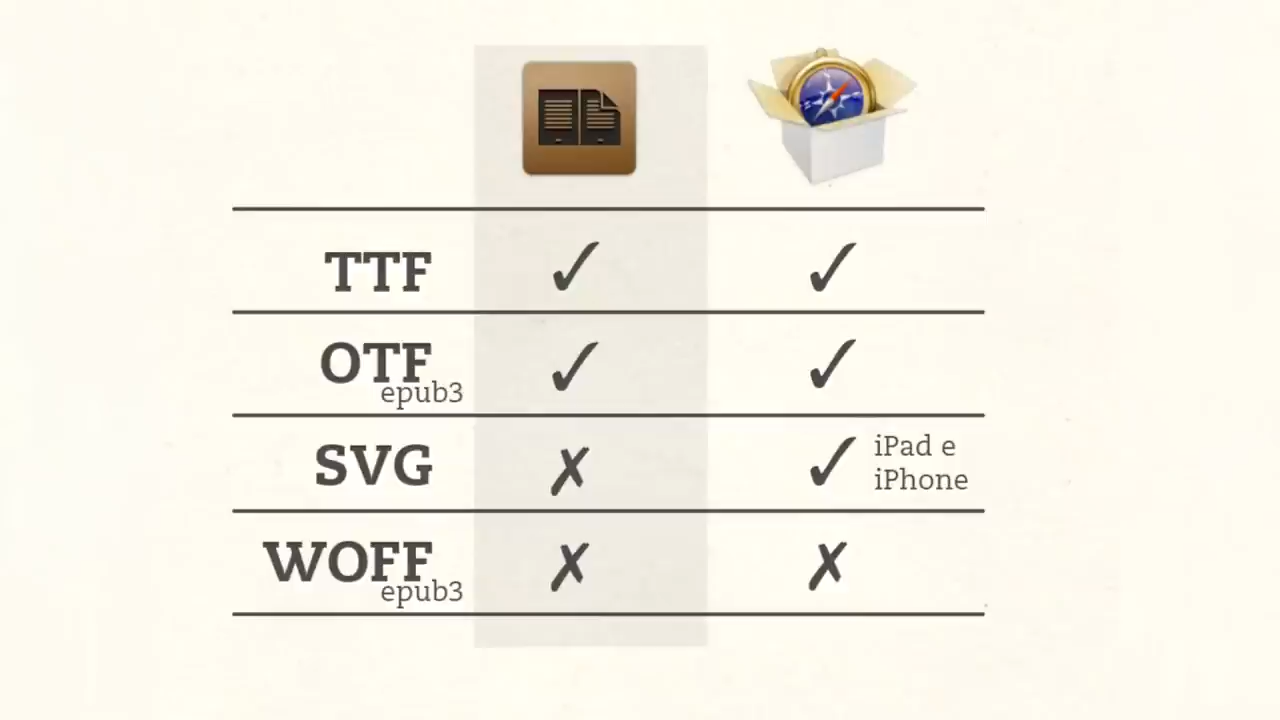 TTF ✓ ✓
OTF ✓ ✓
epub3
SVG ✗ ✓ iPad e
iPhone
WOFF ✗ ✗
epub3